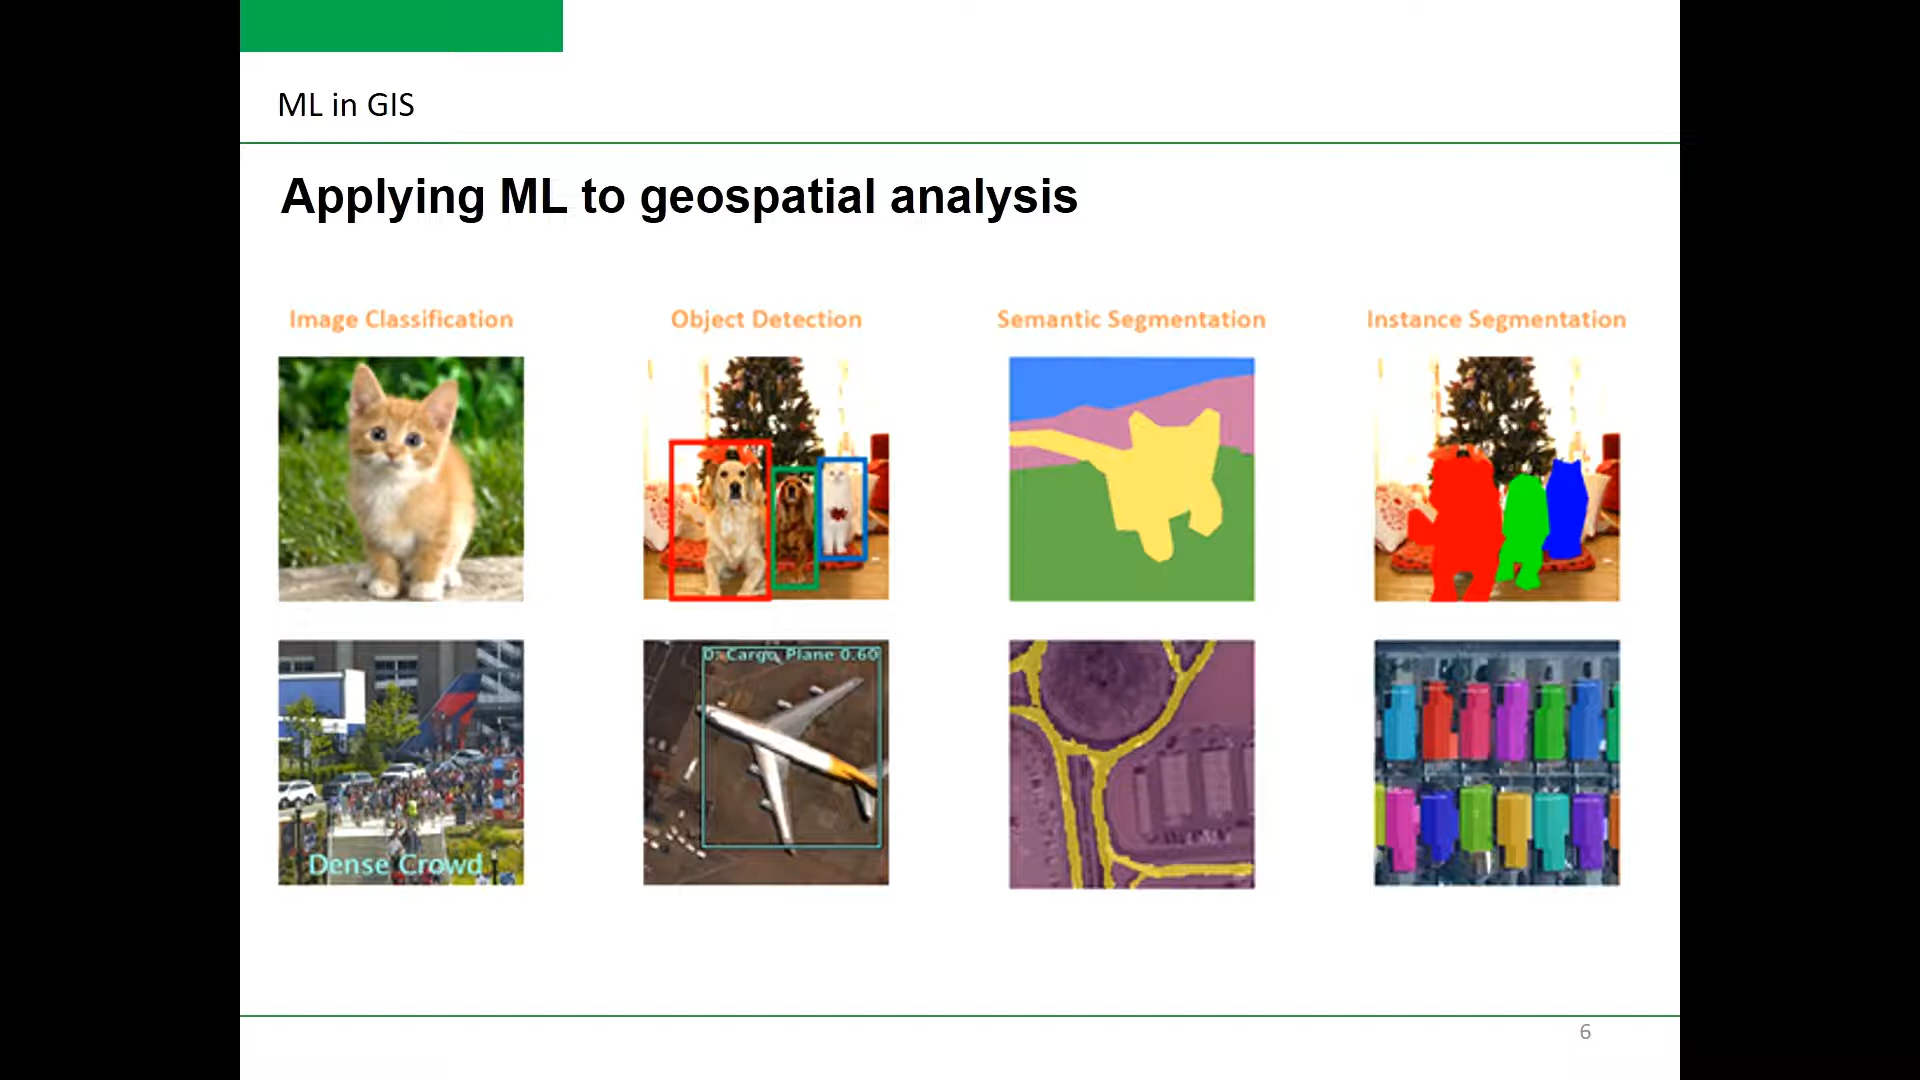 ML in GIS
Applying ML to geospatial analysis
Image Classification
Object Detection
Semantic Segmentation
Instance Segmentation
0: Cargo Plane 0.60
Dense Crowd
6